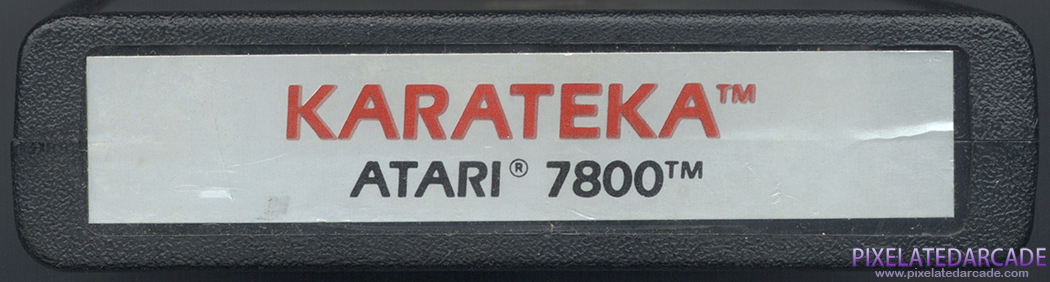 KARATEKA™
ATARI® 7800™
PIXELATEDARCADE
www.pixelatedarcade.com